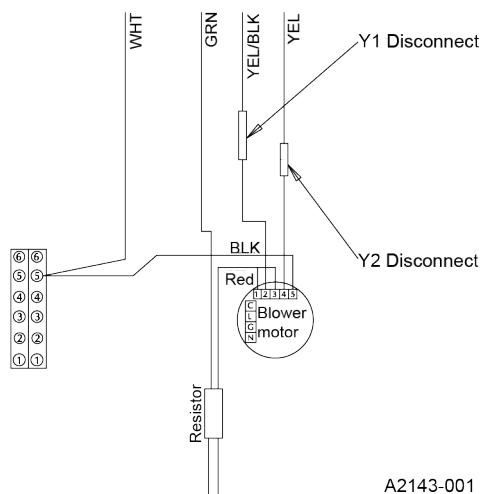 WHT
GRN
YEL/BLK
YEL
Y1 Disconnect
Y2 Disconnect
BLK
Red
1 2 3 4 5
C
L
G
N
Blower
motor
6 6
5 5
4 4
3 3
2 2
1 1
Resistor
A2143-001